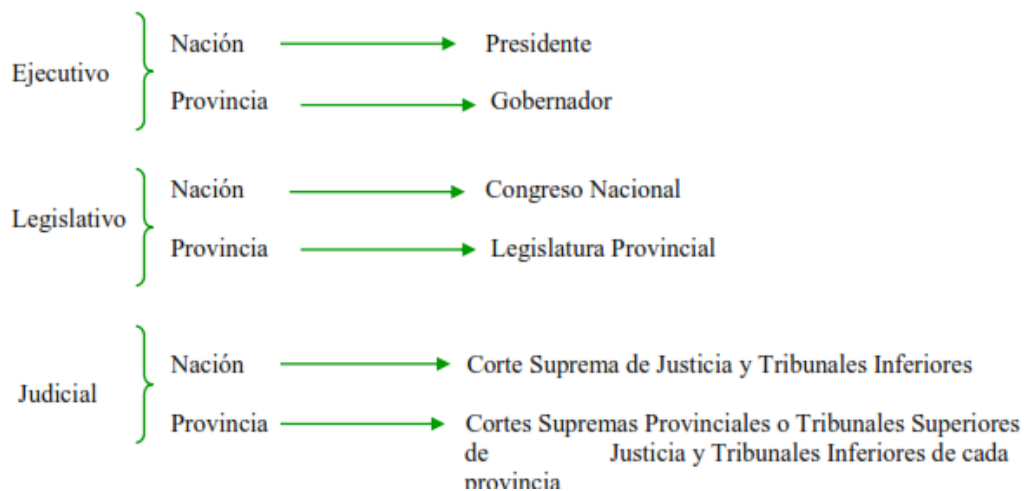 Nación Presidente
Ejecutivo
Provincia Gobernador
Nación Congreso Nacional
Legislativo
Provincia Legislatura Provincial
Nación Corte Suprema de Justicia y Tribunales Inferiores
Judicial
Provincia Cortes Supremas Provinciales o Tribunales Superiores
de Justicia y Tribunales Inferiores de cada
provincia